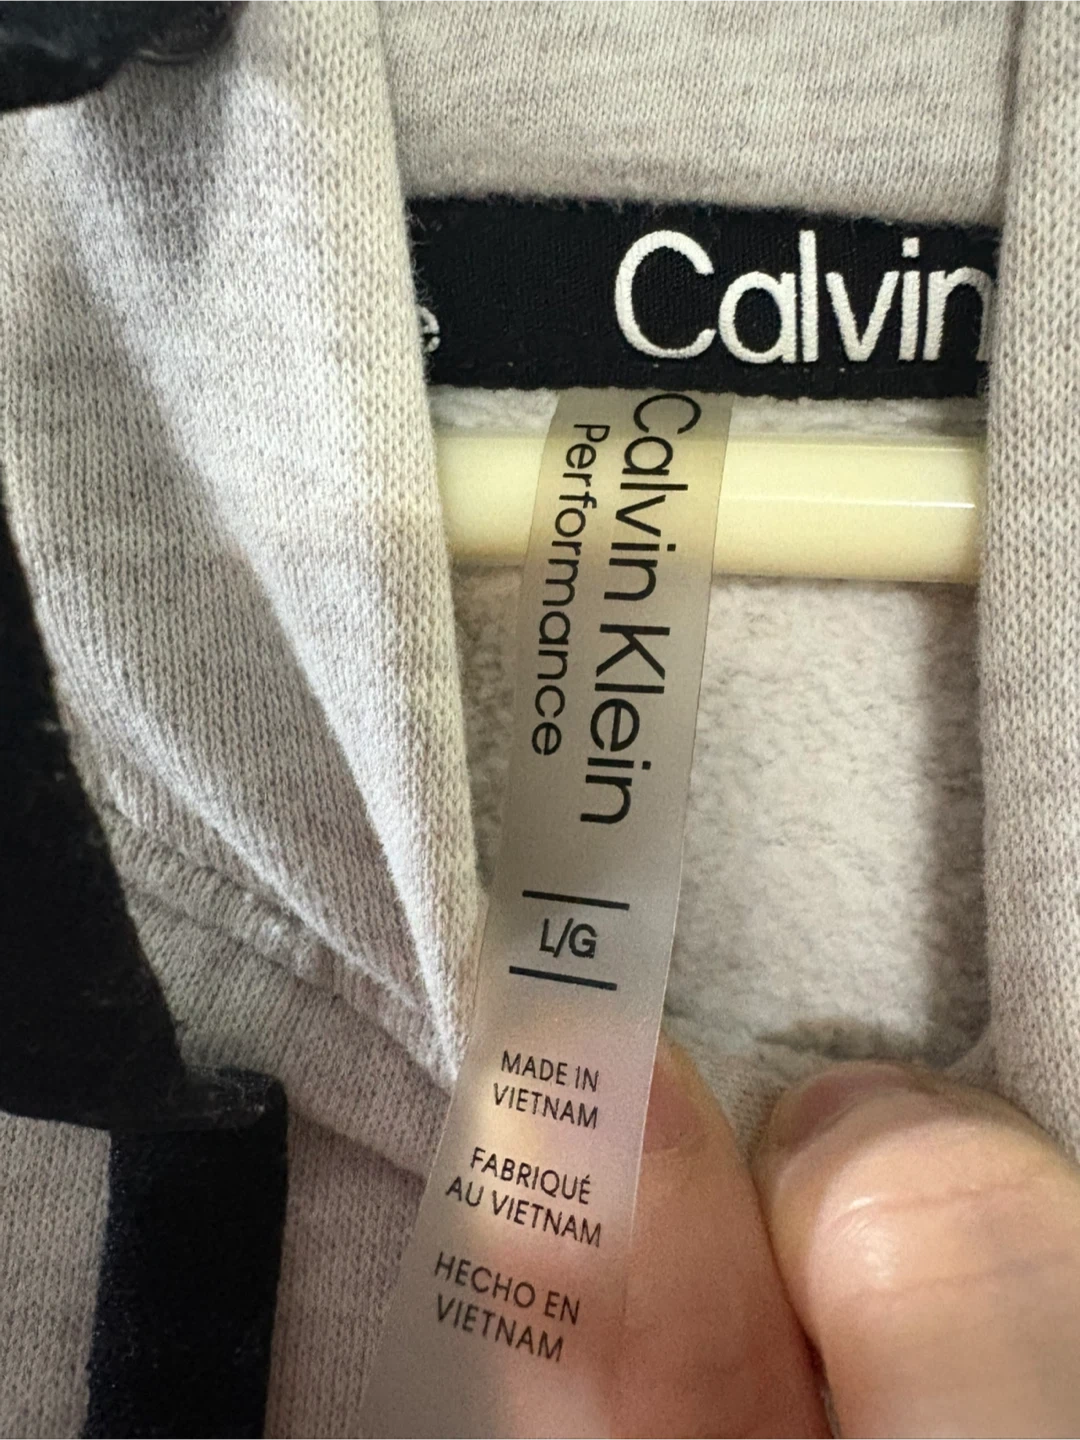 Calvin
Calvin Klein
Performance
L/G
MADE IN
VIETNAM
FABRIQUÉ
AU VIETNAM
HECHO EN
VIETNAM